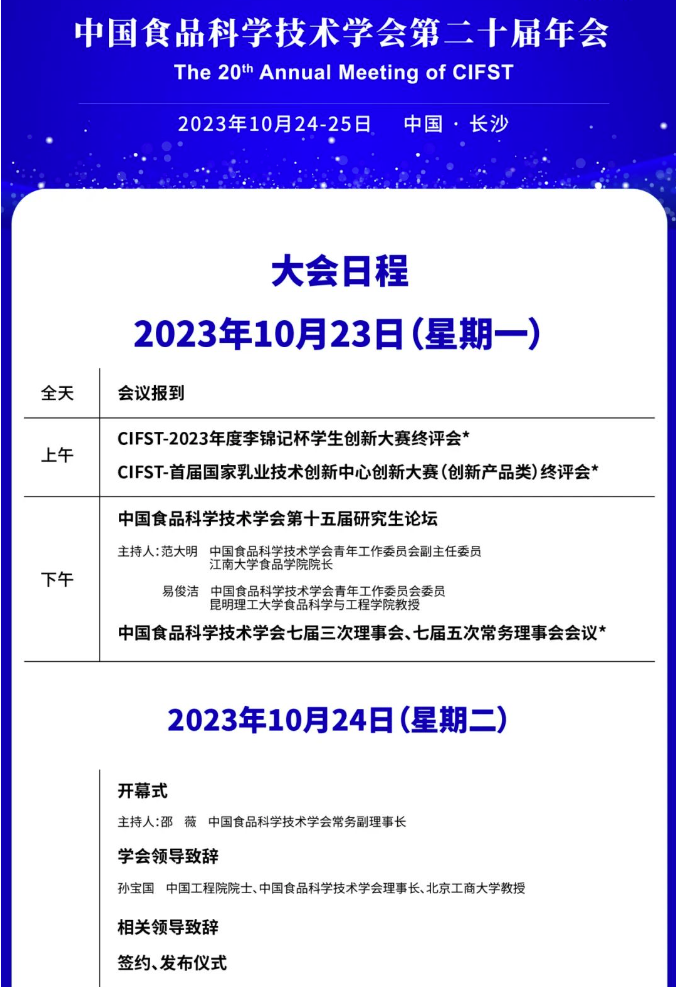 中国食品科学技术学会第二十届年会
The 20th Annual Meeting of CIFST
2023年10月24-25日 中国 · 长沙
大会日程
2023年10月23日（星期一）
全天 会议报到
上午
CIFST-2023年度李锦记杯学生创新大赛终评会*
CIFST-首届国家乳业技术创新中心创新大赛（创新产品类）终评会*
下午
中国食品科学技术学会第十五届研究生论坛
主持人：范大明 中国食品科学技术学会青年工作委员会副主任委员
江南大学食品学院院长
易俊洁 中国食品科学技术学会青年工作委员会委员
昆明理工大学食品科学与工程学院教授
中国食品科学技术学会七届三次理事会、七届五次常务理事会会议*
2023年10月24日（星期二）
开幕式
主持人：邵 薇 中国食品科学技术学会常务副理事长
学会领导致辞
孙宝国 中国工程院院士、中国食品科学技术学会理事长、北京工商大学教授
相关领导致辞
签约、发布仪式